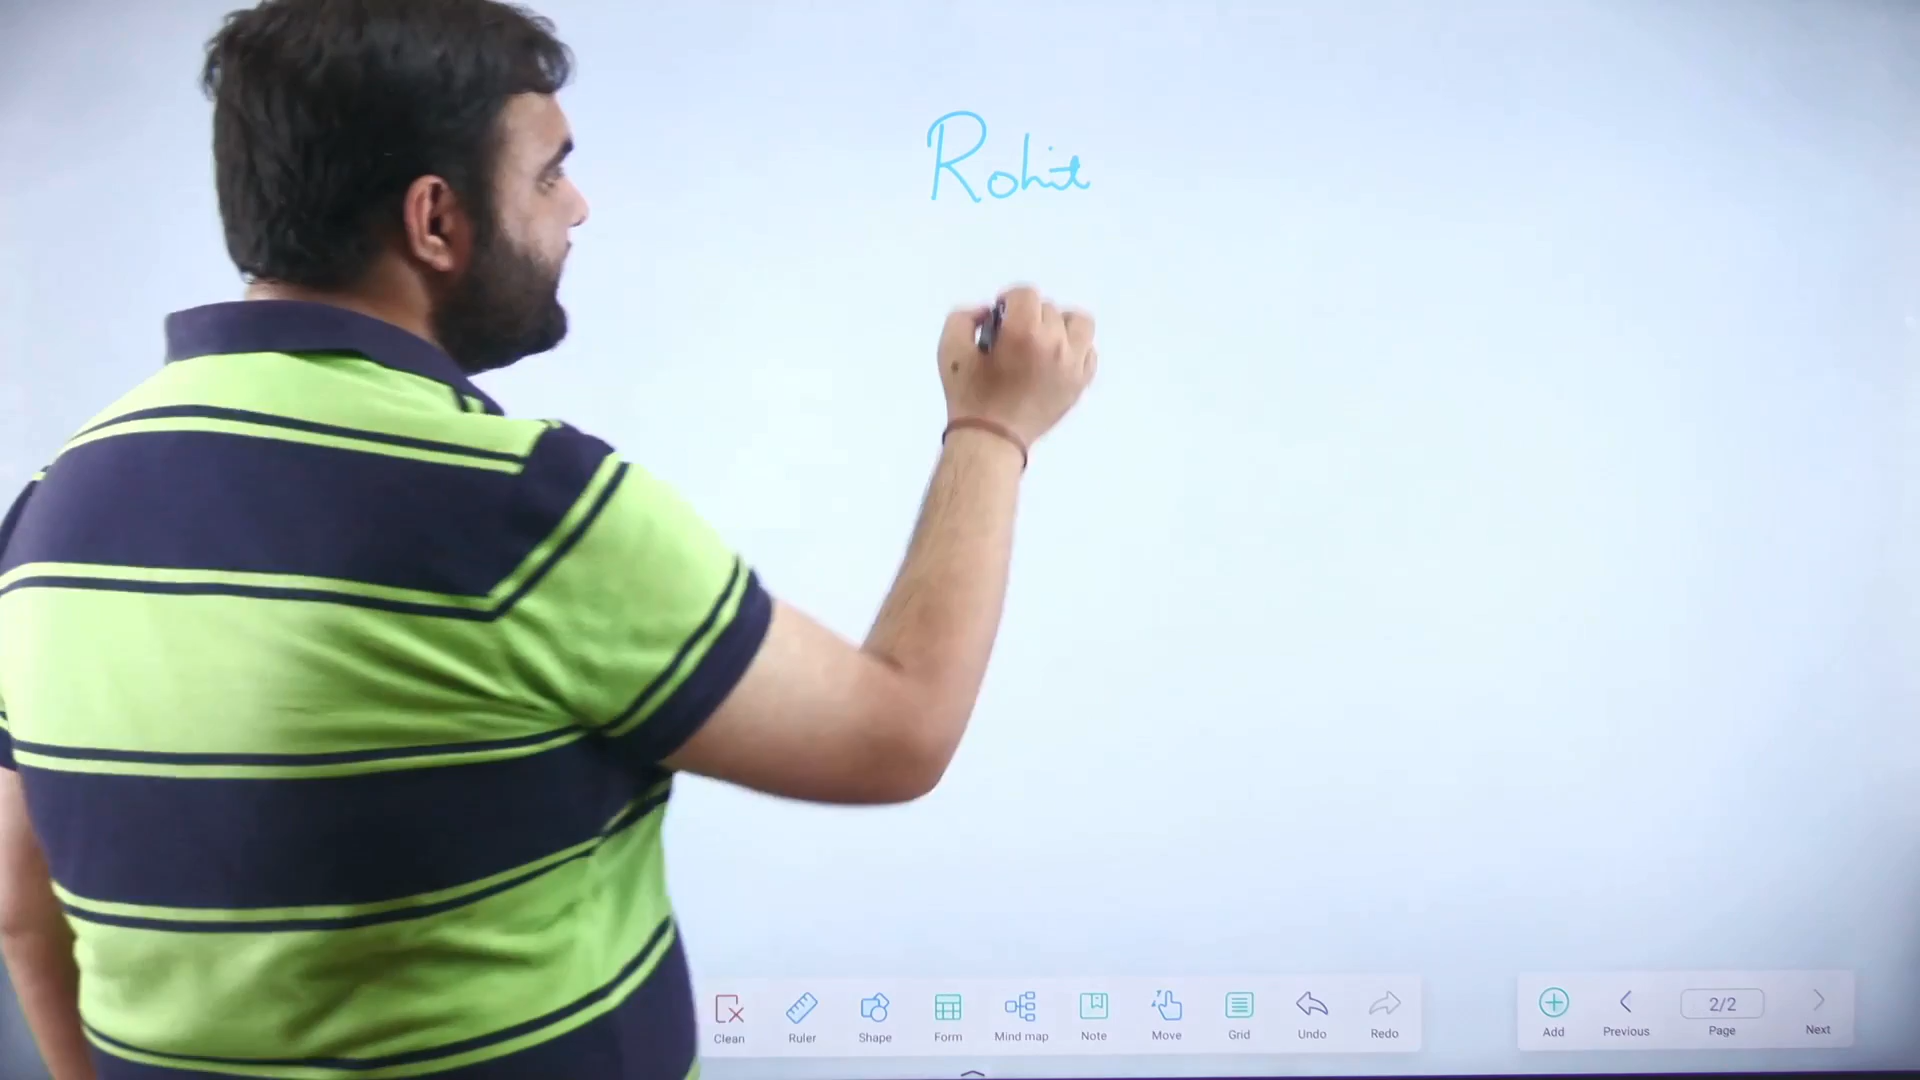 Rohit
Clean Ruler Shape Form Mind map Note Move Grid Undo Redo
Add Previous 2/2 Page Next